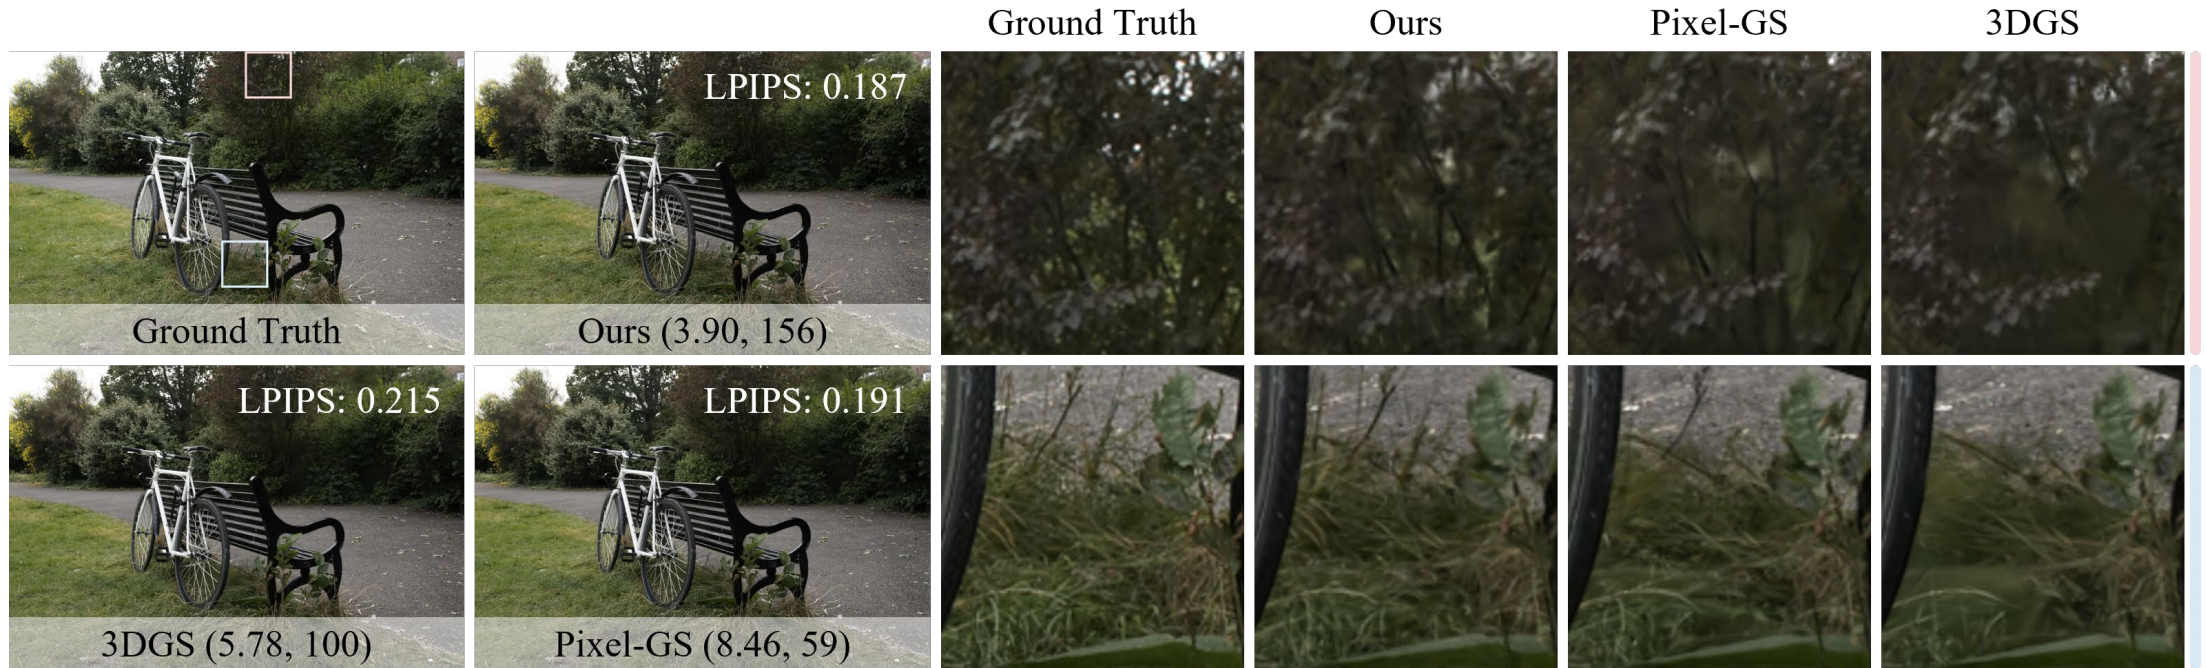 Ground Truth
Ours
Pixel-GS
3DGS
LPIPS: 0.187
Ground Truth
Ours (3.90, 156)
LPIPS: 0.215
LPIPS: 0.191
3DGS (5.78, 100)
Pixel-GS (8.46, 59)